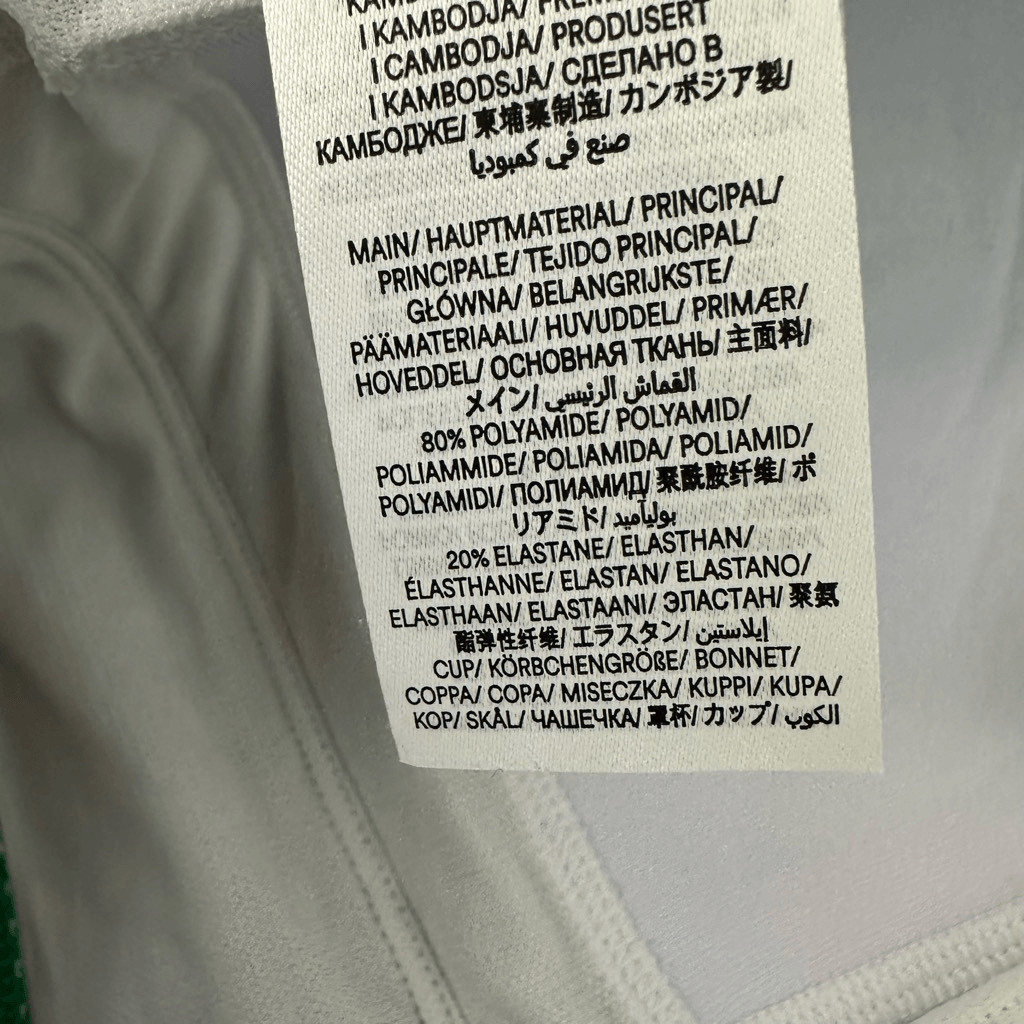 I KAMBODJA/
I CAMBODJA/ PRODUSERT
I KAMBODSJA/ СДЕЛАНО В
КАМБОДЖЕ/ 柬埔寨制造/ カンボジア製/
صنع في كمبوديا
MAIN/ HAUPTMATERIAL/ PRINCIPAL/
PRINCIPALE/ TEJIDO PRINCIPAL/
GŁÓWNA/ BELANGRIJKSTE/
PÄÄMATERIAALI/ HUVUDDEL/ PRIMÆR/
HOVEDDEL/ ОСНОВНАЯ ТКАНЬ/ 主面料/
メイン/ القماش الرئيسي
80% POLYAMIDE/ POLYAMID/
POLIAMMIDE/ POLIAMIDA/ POLIAMID/
POLYAMIDI/ ПОЛИАМИД/ 聚酰胺纤维/ ポ
リアミド/ بولياميد
20% ELASTANE/ ELASTHAN/
ÉLASTHANNE/ ELASTAN/ ELASTANO/
ELASTHAAN/ ELASTAANI/ ЭЛАСТАН/ 聚氨
酯弹性纤维/ エラスタン/ إيلاستين
CUP/ KÖRBCHENGRÖßE/ BONNET/
COPPA/ COPA/ MISECZKA/ KUPPI/ KUPA/
KOP/ SKÅL/ ЧАШЕЧКА/ 罩杯/ カップ/ الكوب